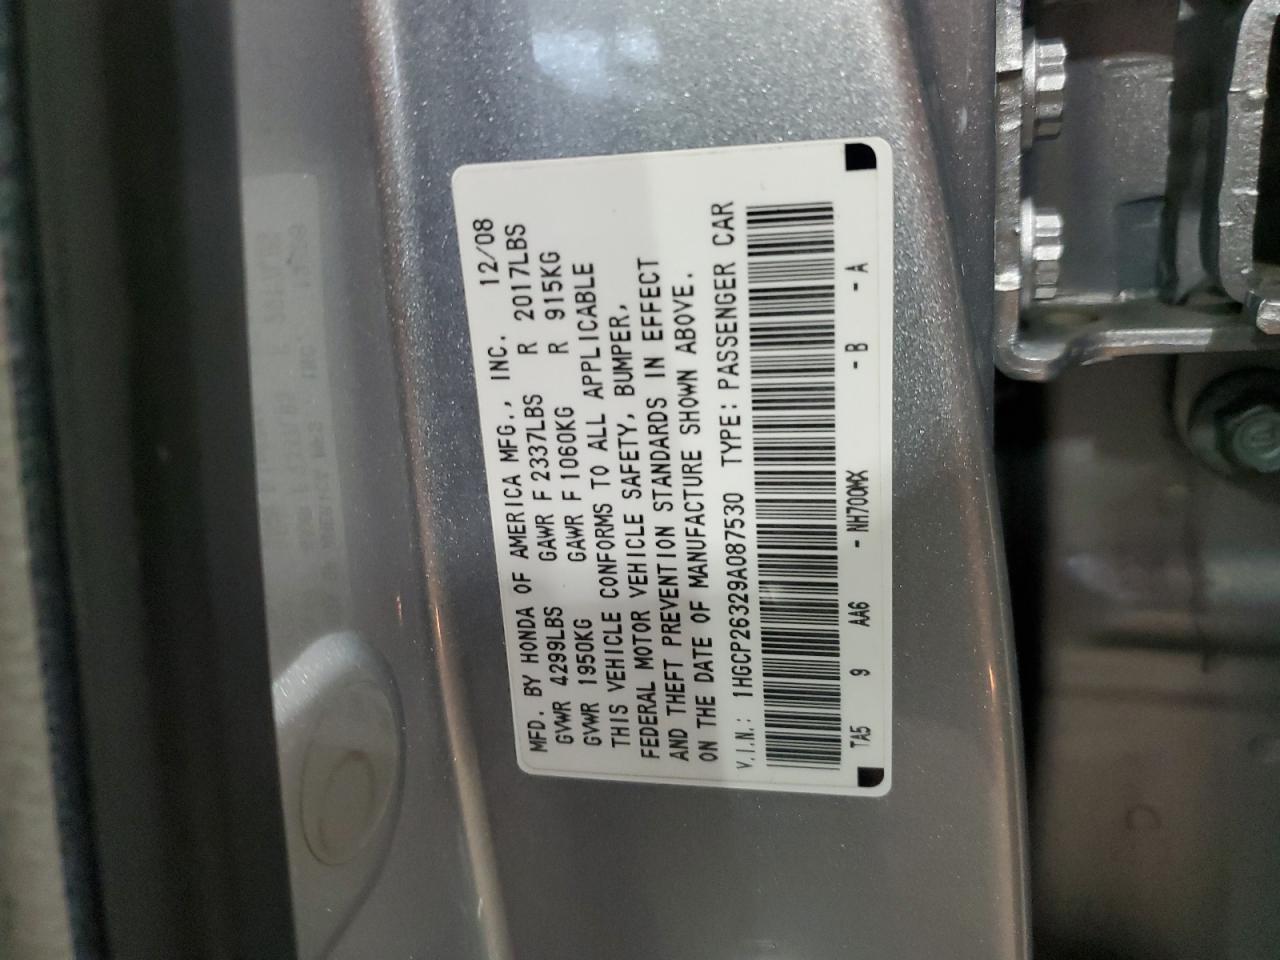 MFD. BY HONDA OF AMERICA MFG., INC. 12/08
GVWR 4299LBS GAWR F 2337LBS R 2017LBS
GVWR 1950KG GAWR F 1060KG R 915KG
THIS VEHICLE CONFORMS TO ALL APPLICABLE
FEDERAL MOTOR VEHICLE SAFETY, BUMPER,
AND THEFT PREVENTION STANDARDS IN EFFECT
ON THE DATE OF MANUFACTURE SHOWN ABOVE.
V.I.N.: 1HGCP26329A087530 TYPE: PASSENGER CAR
TA5 9 AA6 - NH700MX - B - A